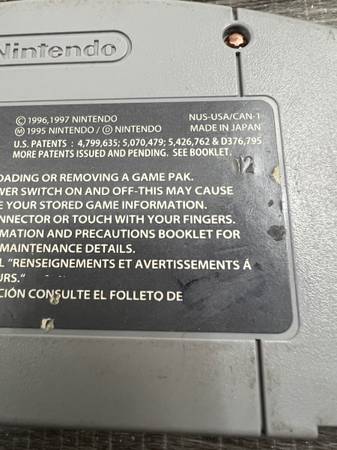 Nintendo
© 1996,1997 NINTENDO NUS-USA/CAN-1
Ⓜ 1995 NINTENDO / Ⓓ NINTENDO MADE IN JAPAN
U.S. PATENTS : 4,799,635; 5,070,479; 5,426,762 & D376,795
MORE PATENTS ISSUED AND PENDING. SEE BOOKLET.
12
OADING OR REMOVING A GAME PAK.
WER SWITCH ON AND OFF-THIS MAY CAUSE
E YOUR STORED GAME INFORMATION.
ONNECTOR OR TOUCH WITH YOUR FINGERS.
MATION AND PRECAUTIONS BOOKLET FOR
MAINTENANCE DETAILS.
L "RENSEIGNEMENTS ET AVERTISSEMENTS Á
URS."
CIÓN CONSULTE EL FOLLETO DE